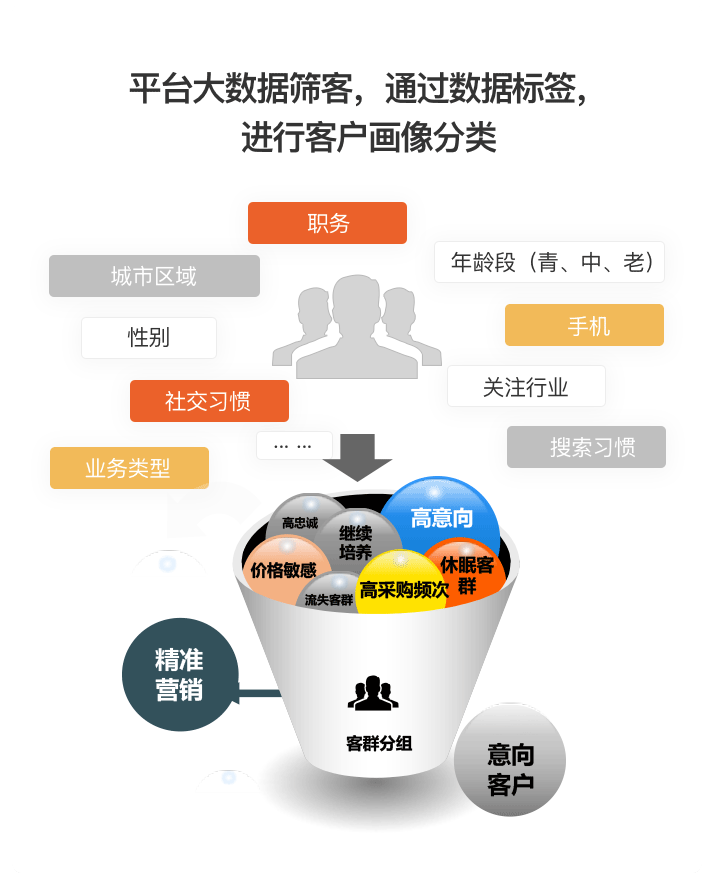 平台大数据筛客，通过数据标签，
进行客户画像分类
职务
城市区域
年龄段（青、中、老）
性别
手机
社交习惯
关注行业
... ...
业务类型
搜索习惯
高忠诚
继续
培养
高意向
价格敏感
流失客群
高采购频次
休眠客
群
精准
营销
客群分组
意向
客户